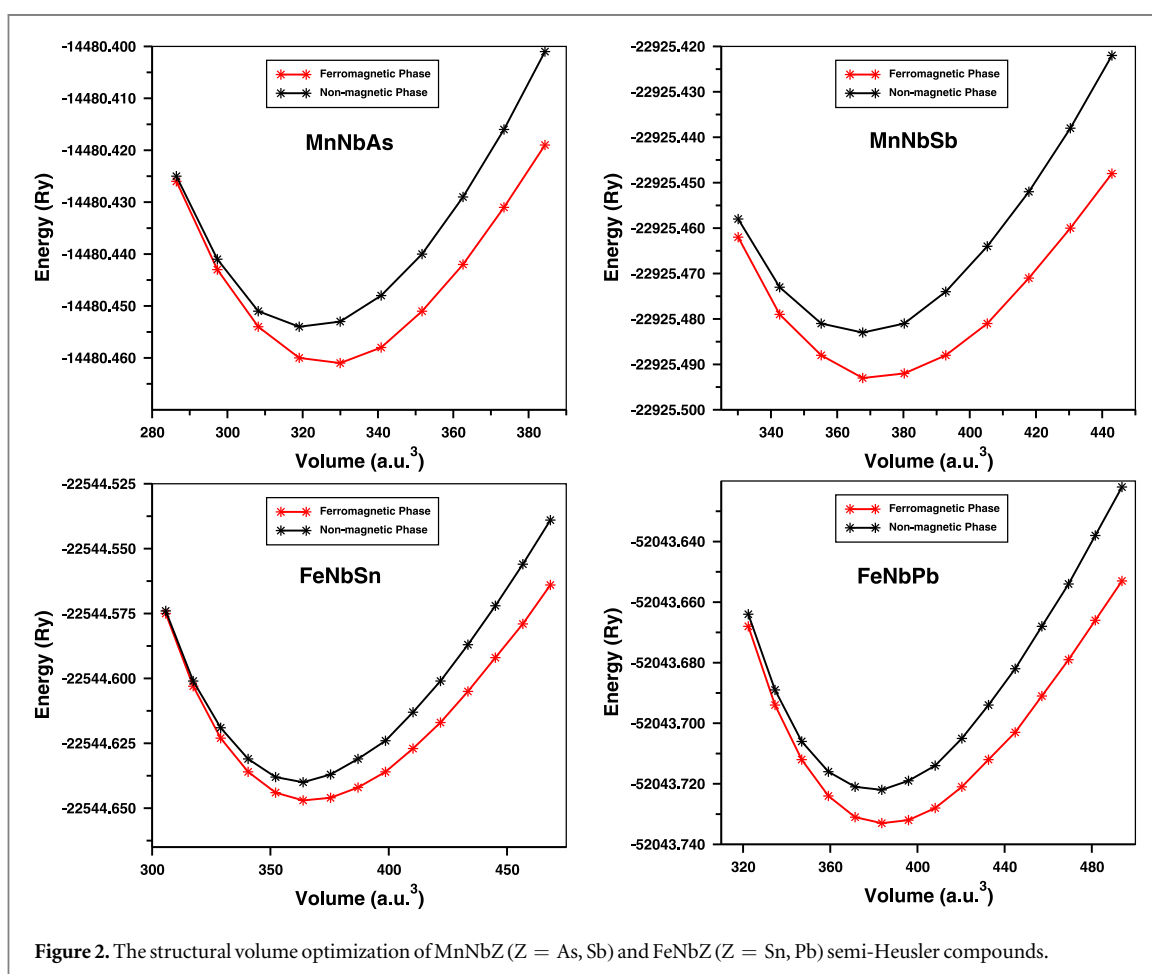 -14480.400
-14480.410
-14480.420
-14480.430
-14480.440
-14480.450
-14480.460
Energy (Ry)
Ferromagnetic Phase
Non-magnetic Phase
MnNbAs
280 300 320 340 360 380
Volume (a.u.³)
-22925.420
-22925.430
-22925.440
-22925.450
-22925.460
-22925.470
-22925.480
-22925.490
-22925.500
Energy (Ry)
Ferromagnetic Phase
Non-magnetic Phase
MnNbSb
340 360 380 400 420 440
Volume (a.u.³)
-22544.525
-22544.550
-22544.575
-22544.600
-22544.625
-22544.650
Energy (Ry)
Ferromagnetic Phase
Non-magnetic Phase
FeNbSn
300 350 400 450
Volume (a.u.³)
-52043.640
-52043.660
-52043.680
-52043.700
-52043.720
-52043.740
Energy (Ry)
Ferromagnetic Phase
Non-magnetic Phase
FeNbPb
320 360 400 440 480
Volume (a.u.³)
Figure 2. The structural volume optimization of MnNbZ (Z = As, Sb) and FeNbZ (Z = Sn, Pb) semi-Heusler compounds.